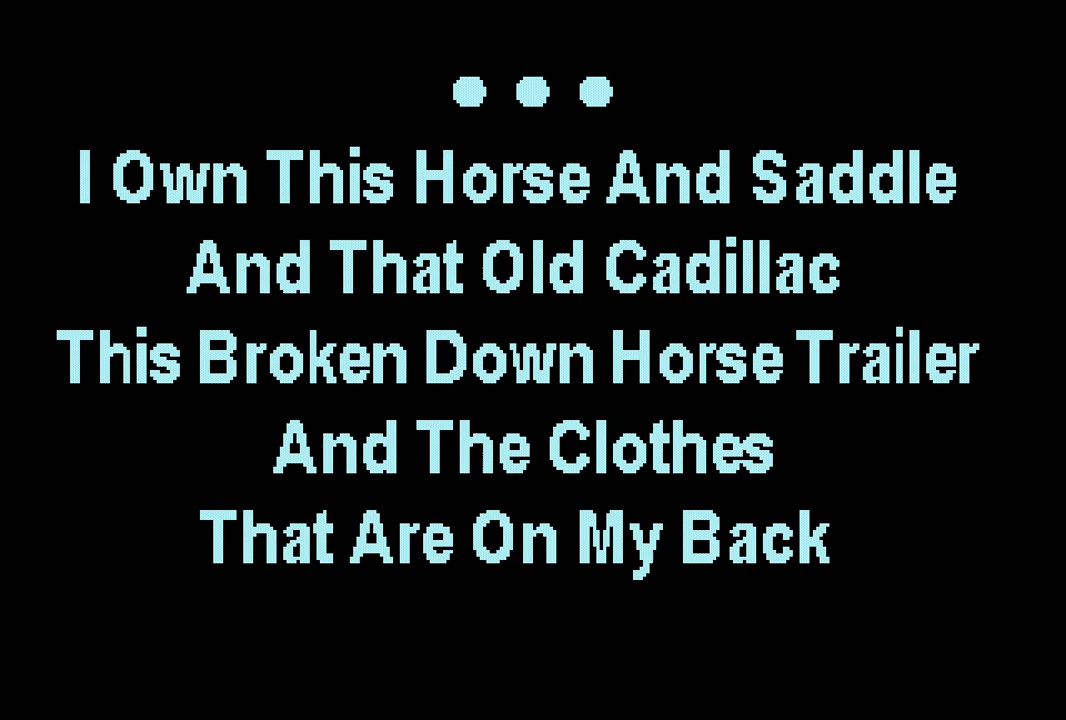 ● ● ●
I Own This Horse And Saddle
And That Old Cadillac
This Broken Down Horse Trailer
And The Clothes
That Are On My Back